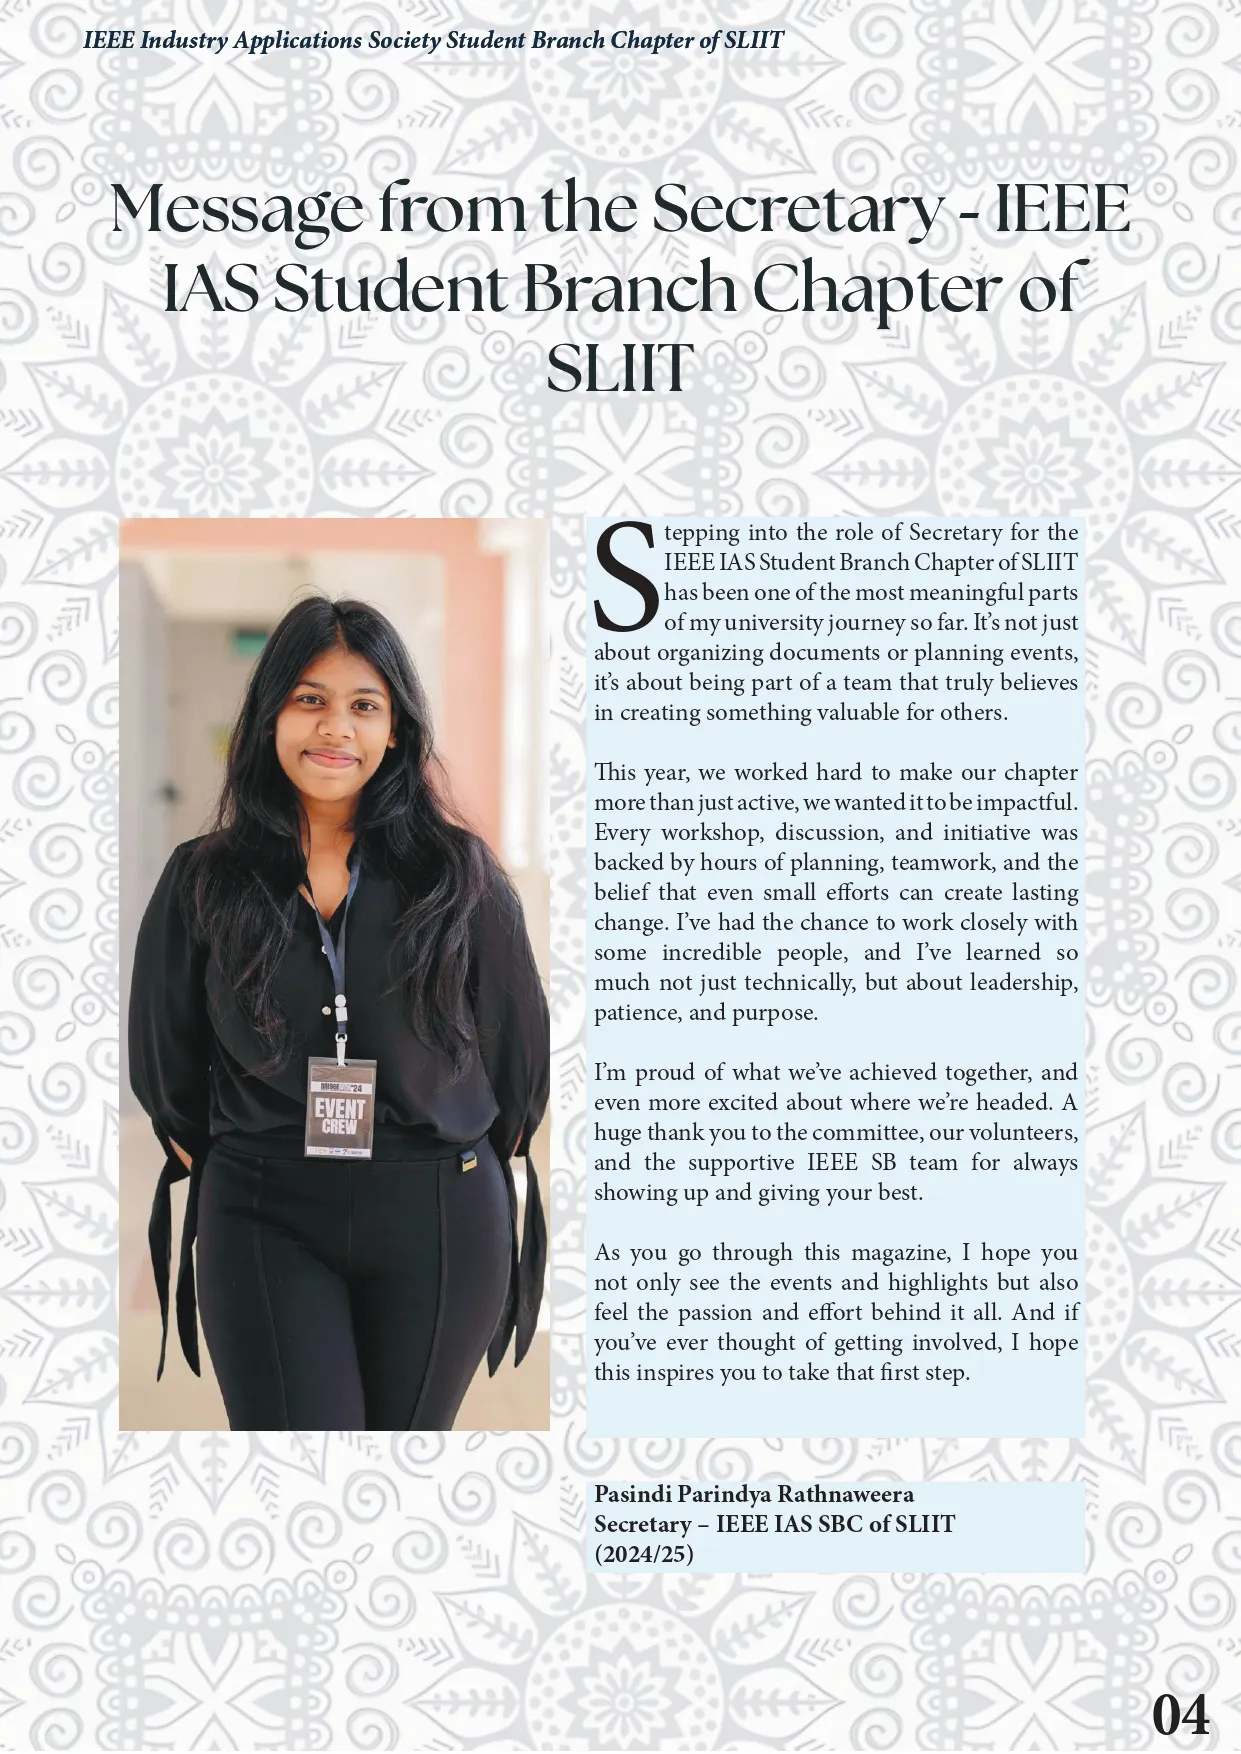 IEEE Industry Applications Society Student Branch Chapter of SLIIT
Message from the Secretary - IEEE
IAS Student Branch Chapter of
SLIIT
Stepping into the role of Secretary for the
IEEE IAS Student Branch Chapter of SLIIT
has been one of the most meaningful parts
of my university journey so far. It’s not just
about organizing documents or planning events,
it’s about being part of a team that truly believes
in creating something valuable for others.
This year, we worked hard to make our chapter
more than just active, we wanted it to be impactful.
Every workshop, discussion, and initiative was
backed by hours of planning, teamwork, and the
belief that even small efforts can create lasting
change. I’ve had the chance to work closely with
some incredible people, and I’ve learned so
much not just technically, but about leadership,
patience, and purpose.
I’m proud of what we’ve achieved together, and
even more excited about where we’re headed. A
huge thank you to the committee, our volunteers,
and the supportive IEEE SB team for always
showing up and giving your best.
As you go through this magazine, I hope you
not only see the events and highlights but also
feel the passion and effort behind it all. And if
you’ve ever thought of getting involved, I hope
this inspires you to take that first step.
Pasindi Parindya Rathnaweera
Secretary – IEEE IAS SBC of SLIIT
(2024/25)
EVENT
CREW
04